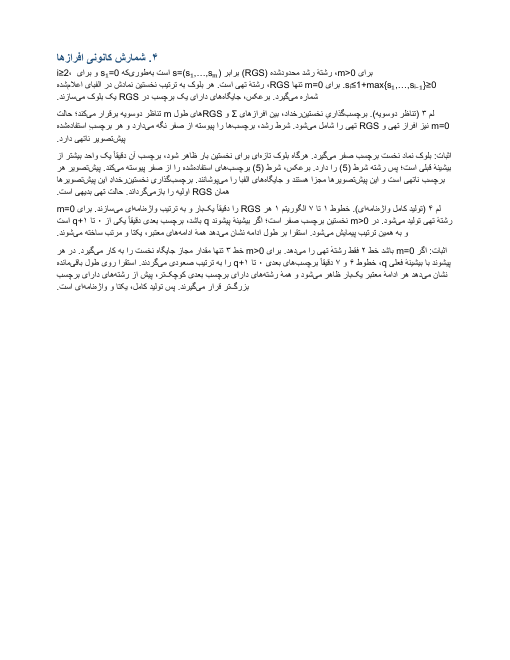 ۴. شمارش کانونی افرازها
برای m>0، رشتهٔ رشد محدودشده (RGS) برابر s=(s₁,…,sₘ) است به‌طوری‌که s₁=0 و برای i≥2،
0≤sᵢ≤1+max(s₁,…,sᵢ₋₁). برای m=0 تنها RGS، رشتهٔ تهی است. هر بلوک به ترتیب نخستین نمادش در الفبای اعلام‌شده
شماره می‌گیرد. برعکس، جایگاه‌های دارای یک برچسب در RGS یک بلوک می‌سازند.
لم ۳ (تناظر دوسویه). برچسب‌گذاری نخستین‌رخداد، بین افرازهای Σ و RGSهای طول m تناظر دوسویه برقرار می‌کند؛ حالت
m=0 نیز افراز تهی و RGS تهی را شامل می‌شود. شرط رشد، برچسب‌ها را پیوسته از صفر نگه می‌دارد و هر برچسب استفاده‌شده
پیش‌تصویر ناتهی دارد.
اثبات: بلوک نماد نخست برچسب صفر می‌گیرد. هرگاه بلوک تازه‌ای برای نخستین بار ظاهر شود، برچسب آن دقیقاً یک واحد بیشتر از
بیشینهٔ قبلی است؛ پس رشته شرط (5) را دارد. برعکس، شرط (5) برچسب‌های استفاده‌شده را از صفر پیوسته می‌کند. پیش‌تصویر هر
برچسب ناتهی است و این پیش‌تصویرها مجزا هستند و جایگاه‌های الفبا را می‌پوشانند. برچسب‌گذاری نخستین‌رخداد این پیش‌تصویرها
همان RGS اولیه را بازمی‌گرداند. حالت تهی بدیهی است.
لم ۴ (تولید کامل واژه‌نامه‌ای). خطوط ۱ تا ۷ الگوریتم ۱ هر RGS را دقیقاً یک‌بار و به ترتیب واژه‌نامه‌ای می‌سازند. برای m=0
رشتهٔ تهی تولید می‌شود. در m>0 نخستین برچسب صفر است؛ اگر بیشینهٔ پیشوند q باشد، برچسب بعدی دقیقاً یکی از ۰ تا q+۱ است
و به همین ترتیب پیمایش می‌شود. استقرا بر طول ادامه نشان می‌دهد همهٔ ادامه‌های معتبر، یکتا و مرتب ساخته می‌شوند.
اثبات: اگر m=0 باشد خط ۲ فقط رشتهٔ تهی را می‌دهد. برای m>0 خط ۳ تنها مقدار مجاز جایگاه نخست را به کار می‌گیرد. در هر
پیشوند با بیشینهٔ فعلی q، خطوط ۴ و ۷ دقیقاً برچسب‌های بعدی ۰ تا q+۱ را به ترتیب صعودی می‌گردند. استقرا روی طول باقی‌مانده
نشان می‌دهد هر ادامهٔ معتبر یک‌بار ظاهر می‌شود و همهٔ رشته‌های دارای برچسب بعدی کوچک‌تر، پیش از رشته‌های دارای برچسب
بزرگ‌تر قرار می‌گیرند. پس تولید کامل، یکتا و واژه‌نامه‌ای است.